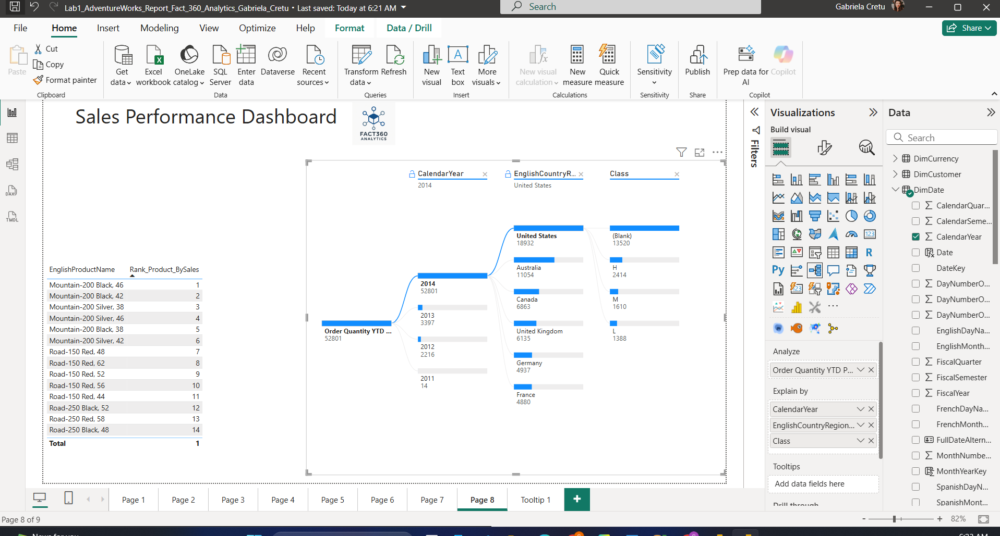 Lab1_AdventureWorks_Report_Fact_360_Analytics_Gabriela_Cretu • Last saved: Today at 6:21 AM
Search
Gabriela Cretu
File
Home
Insert
Modeling
View
Optimize
Help
Format
Data / Drill
Share
Paste
Cut
Copy
Format painter
Clipboard
Get data
Excel workbook
OneLake catalog
SQL Server
Enter data
Dataverse
Recent sources
Data
Transform data
Refresh
Queries
New visual
Text box
More visuals
Insert
New visual calculation
New measure
Quick measure
Calculations
Sensitivity
Sensitivity
Publish
Share
Prep data for AI
Copilot
Copilot
DAX
TMDL
Sales Performance Dashboard
FACT360
ANALYTICS
EnglishProductName Rank_Product_BySales
Mountain-200 Black, 46 1
Mountain-200 Black, 42 2
Mountain-200 Silver, 38 3
Mountain-200 Silver, 46 4
Mountain-200 Black, 38 5
Mountain-200 Silver, 42 6
Road-150 Red, 48 7
Road-150 Red, 62 8
Road-150 Red, 52 9
Road-150 Red, 56 10
Road-150 Red, 44 11
Road-250 Black, 52 12
Road-250 Red, 58 13
Road-250 Black, 48 14
Total 1
CalendarYear
2014
EnglishCountryR...
United States
Class
Order Quantity YTD ...
52801
2014
52801
2013
3397
2012
2216
2011
14
United States
18932
Australia
11054
Canada
6863
United Kingdom
6135
Germany
4937
France
4880
(Blank)
13520
H
2414
M
1610
L
1388
Filters
Visualizations
Build visual
123
R
Py
123
Analyze
Order Quantity YTD P...
Explain by
CalendarYear
EnglishCountryRegion...
Class
Tooltips
Add data fields here
Drill through
Data
Search
DimCurrency
DimCustomer
DimDate
CalendarQuar...
CalendarSeme...
CalendarYear
Date
DateKey
DayNumberO...
DayNumberO...
DayNumberO...
EnglishDayNa...
EnglishMonth...
FiscalQuarter
FiscalSemester
FiscalYear
FrenchDayNa...
FrenchMonth...
FullDateAltern...
MonthNumbe...
MonthYearKey
SpanishDayN...
SpanishMont...
Page 1
Page 2
Page 3
Page 4
Page 5
Page 6
Page 7
Page 8
Tooltip 1
+
Page 8 of 9
- + 82%
News for you
6:22 AM